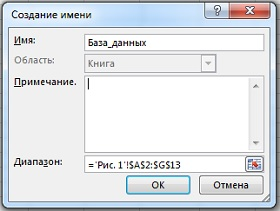 Создание имени
Имя:
База_данных
Область:
Книга
Примечание.
Диапазон:
='Рис. 1'!$A$2:$G$13
ОК
Отмена